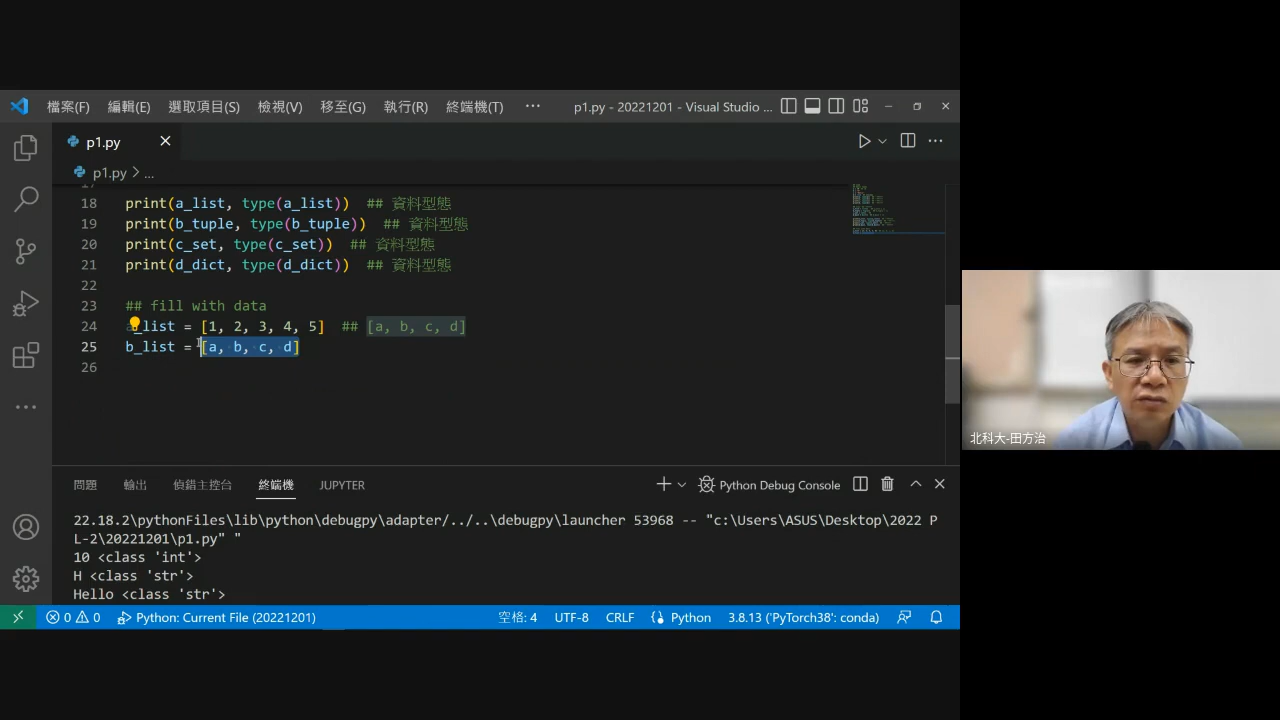 檔案(F) 編輯(E) 選取項目(S) 檢視(V) 移至(G) 執行(R) 終端機(T) ··· p1.py - 20221201 - Visual Studio ...
p1.py
p1.py > ...
17
18 print(a_list, type(a_list)) ## 資料型態
19 print(b_tuple, type(b_tuple)) ## 資料型態
20 print(c_set, type(c_set)) ## 資料型態
21 print(d_dict, type(d_dict)) ## 資料型態
22
23 ## fill with data
24 a_list = [1, 2, 3, 4, 5] ## [a, b, c, d]
25 b_list = [a, b, c, d]
26
北科大-田方治
問題 輸出 偵錯主控台 終端機 JUPYTER Python Debug Console
22.18.2\pythonFiles\lib\python\debugpy\adapter/../..\debugpy\launcher 53968 -- "c:\Users\ASUS\Desktop\2022 P
L-2\20221201\p1.py" "
10 <class 'int'>
H <class 'str'>
Hello <class 'str'>
0 0 Python: Current File (20221201) 空格: 4 UTF-8 CRLF Python 3.8.13 ('PyTorch38': conda)